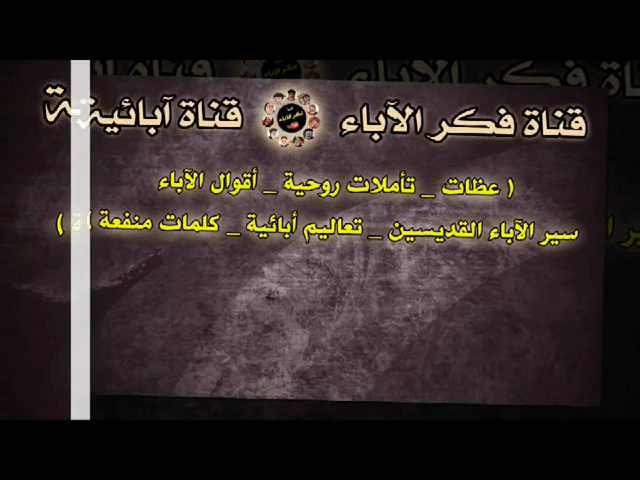 قناة فكر الآباء قناة آبائية
( عظات _ تأملات روحية _ أقوال الآباء
سير الآباء القديسين _ تعاليم أبائية _ كلمات منفعة )